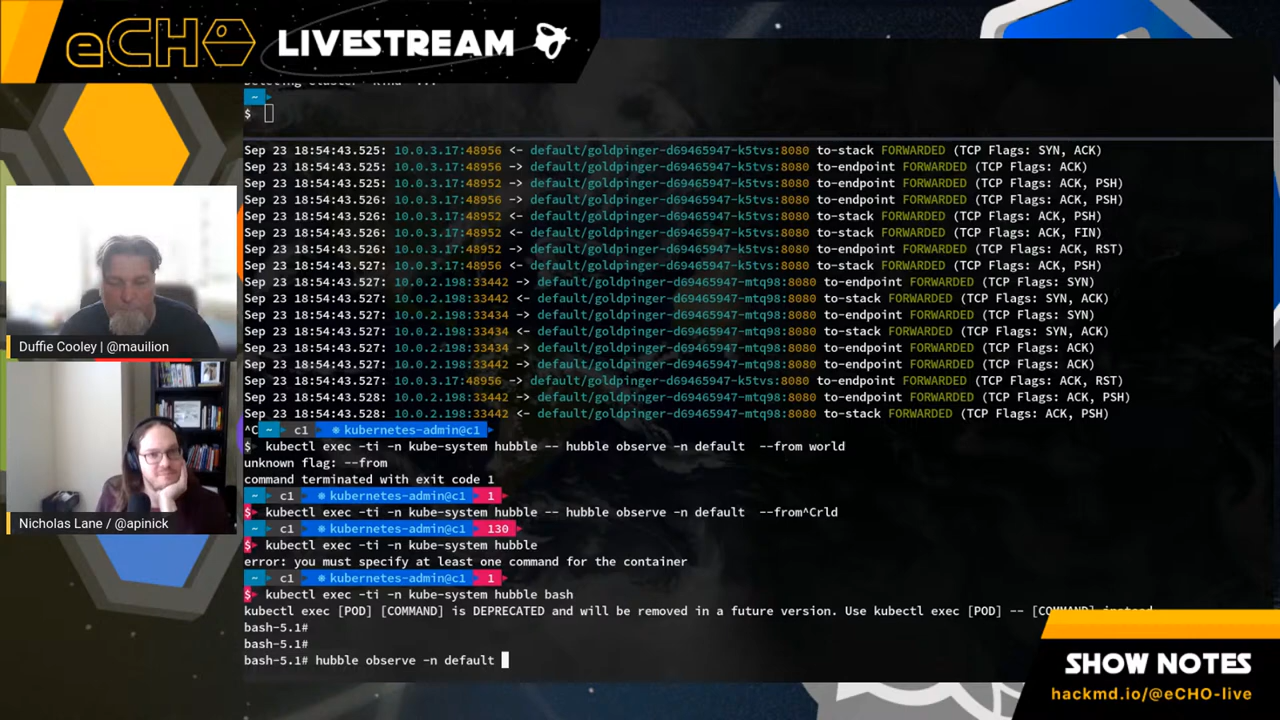 eCHO LIVESTREAM
~
$
Sep 23 18:54:43.525: 10.0.3.17:48956 <- default/goldpinger-d69465947-k5tvs:8080 to-stack FORWARDED (TCP Flags: SYN, ACK)
Sep 23 18:54:43.525: 10.0.3.17:48956 -> default/goldpinger-d69465947-k5tvs:8080 to-endpoint FORWARDED (TCP Flags: ACK)
Sep 23 18:54:43.525: 10.0.3.17:48952 -> default/goldpinger-d69465947-k5tvs:8080 to-endpoint FORWARDED (TCP Flags: ACK, PSH)
Sep 23 18:54:43.526: 10.0.3.17:48956 -> default/goldpinger-d69465947-k5tvs:8080 to-endpoint FORWARDED (TCP Flags: ACK, PSH)
Sep 23 18:54:43.526: 10.0.3.17:48952 <- default/goldpinger-d69465947-k5tvs:8080 to-stack FORWARDED (TCP Flags: ACK, PSH)
Sep 23 18:54:43.526: 10.0.3.17:48952 <- default/goldpinger-d69465947-k5tvs:8080 to-stack FORWARDED (TCP Flags: ACK, FIN)
Sep 23 18:54:43.527: 10.0.3.17:48952 -> default/goldpinger-d69465947-k5tvs:8080 to-endpoint FORWARDED (TCP Flags: ACK, RST)
Sep 23 18:54:43.527: 10.0.3.17:48956 <- default/goldpinger-d69465947-k5tvs:8080 to-stack FORWARDED (TCP Flags: ACK, PSH)
Sep 23 18:54:43.527: 10.0.2.198:33442 -> default/goldpinger-d69465947-mtq98:8080 to-endpoint FORWARDED (TCP Flags: SYN)
Sep 23 18:54:43.527: 10.0.2.198:33442 <- default/goldpinger-d69465947-mtq98:8080 to-stack FORWARDED (TCP Flags: SYN, ACK)
Sep 23 18:54:43.527: 10.0.2.198:33434 -> default/goldpinger-d69465947-mtq98:8080 to-endpoint FORWARDED (TCP Flags: SYN)
Sep 23 18:54:43.527: 10.0.2.198:33434 <- default/goldpinger-d69465947-mtq98:8080 to-stack FORWARDED (TCP Flags: SYN, ACK)
Sep 23 18:54:43.527: 10.0.2.198:33434 -> default/goldpinger-d69465947-mtq98:8080 to-endpoint FORWARDED (TCP Flags: ACK)
Sep 23 18:54:43.527: 10.0.2.198:33442 -> default/goldpinger-d69465947-mtq98:8080 to-endpoint FORWARDED (TCP Flags: ACK)
Sep 23 18:54:43.527: 10.0.3.17:48956 -> default/goldpinger-d69465947-k5tvs:8080 to-endpoint FORWARDED (TCP Flags: ACK, RST)
Sep 23 18:54:43.528: 10.0.2.198:33442 -> default/goldpinger-d69465947-mtq98:8080 to-endpoint FORWARDED (TCP Flags: ACK, PSH)
Sep 23 18:54:43.528: 10.0.2.198:33442 <- default/goldpinger-d69465947-mtq98:8080 to-stack FORWARDED (TCP Flags: ACK, PSH)
^C ~ c1 kubernetes-admin@c1
$ kubectl exec -ti -n kube-system hubble -- hubble observe -n default --from world
unknown flag: --from
command terminated with exit code 1
~ c1 kubernetes-admin@c1 1
$ kubectl exec -ti -n kube-system hubble -- hubble observe -n default --from^Crld
~ c1 kubernetes-admin@c1 130
$ kubectl exec -ti -n kube-system hubble
error: you must specify at least one command for the container
~ c1 kubernetes-admin@c1 1
$ kubectl exec -ti -n kube-system hubble bash
kubectl exec [POD] [COMMAND] is DEPRECATED and will be removed in a future version. Use kubectl exec [POD] -- [COMMAND] instead
bash-5.1#
bash-5.1#
bash-5.1# hubble observe -n default
Duffie Cooley | @mauilion
Nicholas Lane / @apinick
SHOW NOTES
hackmd.io/@eCHO-live